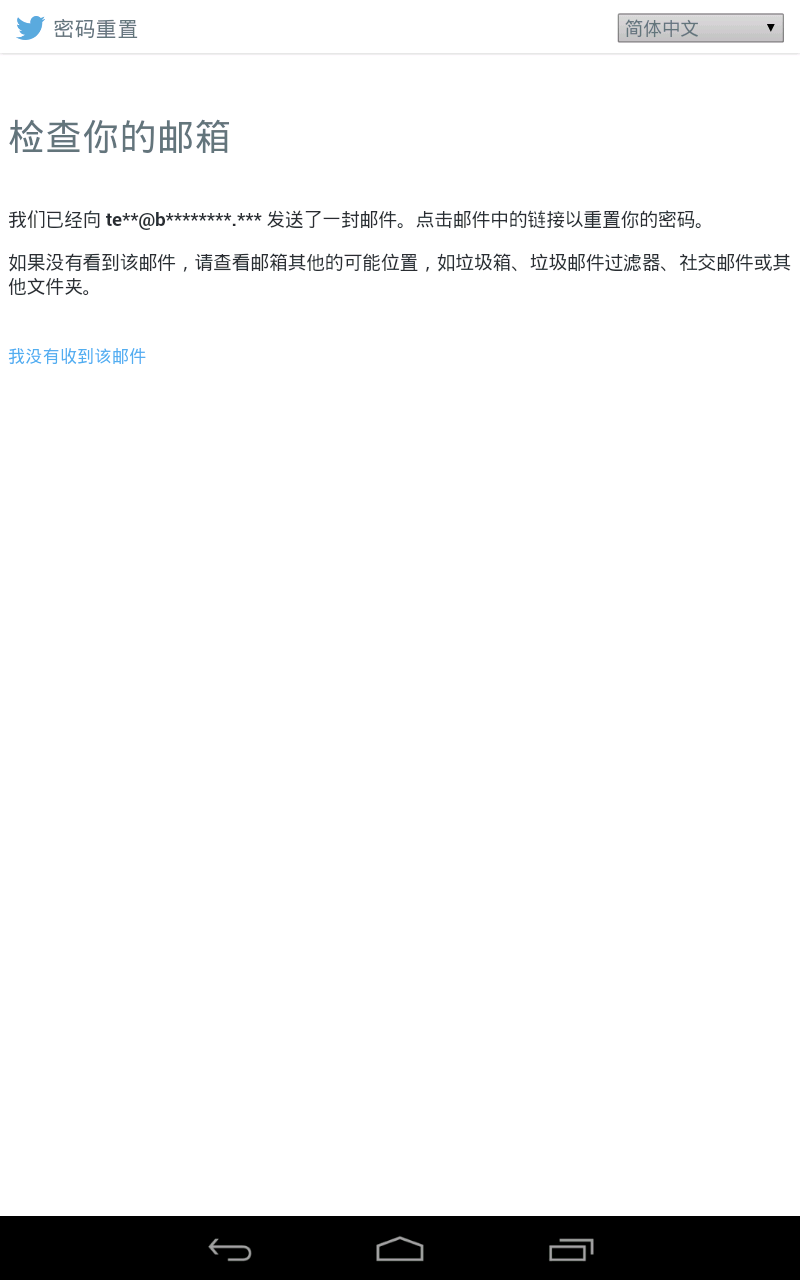 密码重置
简体中文
检查你的邮箱
我们已经向 te**@b********.*** 发送了一封邮件。点击邮件中的链接以重置你的密码。
如果没有看到该邮件，请查看邮箱其他的可能位置，如垃圾箱、垃圾邮件过滤器、社交邮件或其
他文件夹。
我没有收到该邮件